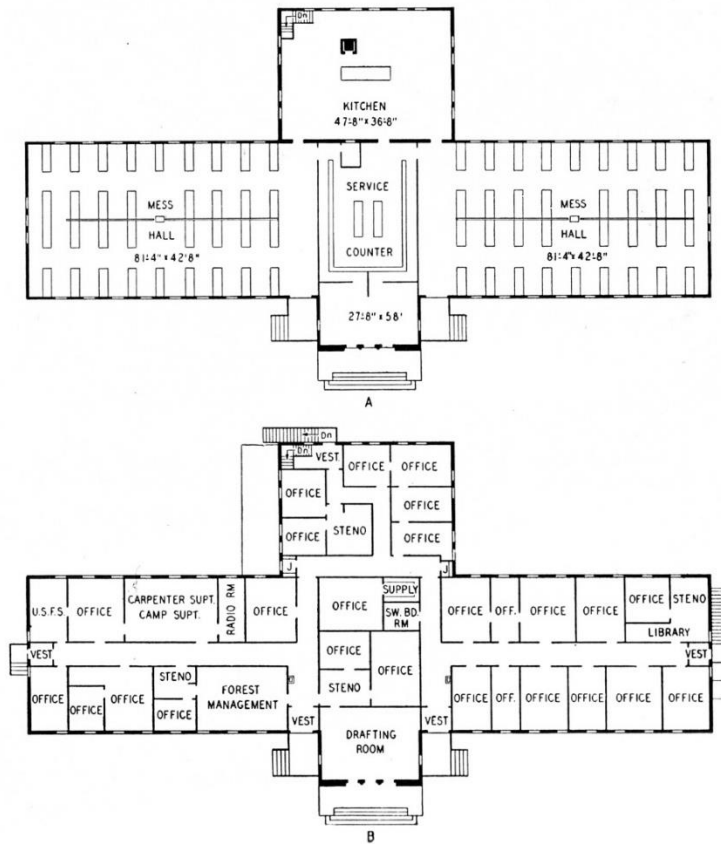 Dn
KITCHEN
47'-8" x 36'-8"
MESS
HALL
81'-4" x 42'-8"
SERVICE
COUNTER
MESS
HALL
81'-4" x 42'-8"
27'-8" x 58'
A
Dn
Dn
VEST
OFFICE
OFFICE
OFFICE
OFFICE
STENO
OFFICE
OFFICE
J
J
U.S.F.S.
OFFICE
CARPENTER SUPT.
CAMP SUPT.
RADIO RM
OFFICE
OFFICE
SUPPLY
SW. BD.
RM
OFFICE
OFF.
OFFICE
OFFICE
OFFICE
STENO
LIBRARY
VEST
VEST
OFFICE
OFFICE
OFFICE
OFFICE
STENO
OFFICE
FOREST
MANAGEMENT
VEST
STENO
OFFICE
VEST
OFFICE
OFF.
OFFICE
OFFICE
OFFICE
OFFICE
DRAFTING
ROOM
B